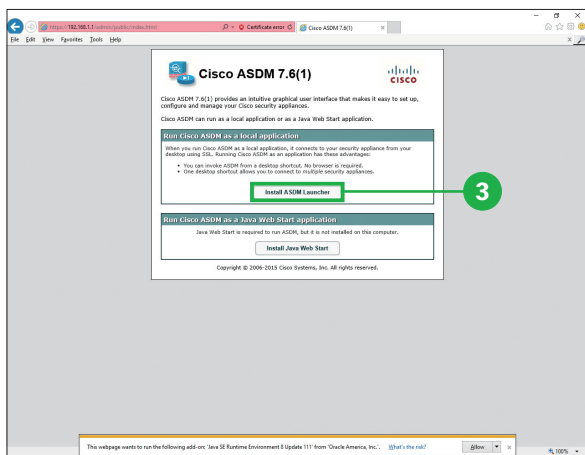 https://192.168.1.1/admin/public/index.html
Certificate error
Cisco ASDM 7.6(1)
File Edit View Favorites Tools Help
Cisco ASDM 7.6(1)
CISCO
Cisco ASDM 7.6(1) provides an intuitive graphical user interface that makes it easy to set up,
configure and manage your Cisco security appliances.
Cisco ASDM can run as a local application or as a Java Web Start application.
Run Cisco ASDM as a local application
When you run Cisco ASDM as a local application, it connects to your security appliance from your
desktop using SSL. Running Cisco ASDM as an application has these advantages:
• You can invoke ASDM from a desktop shortcut. No browser is required.
• One desktop shortcut allows you to connect to multiple security appliances.
Install ASDM Launcher
3
Run Cisco ASDM as a Java Web Start application
Java Web Start is required to run ASDM, but it is not installed on this computer.
Install Java Web Start
Copyright © 2006-2015 Cisco Systems, Inc. All rights reserved.
This webpage wants to run the following add-on: 'Java SE Runtime Environment 8 Update 111' from 'Oracle America, Inc.'. What's the risk?
Allow
100%